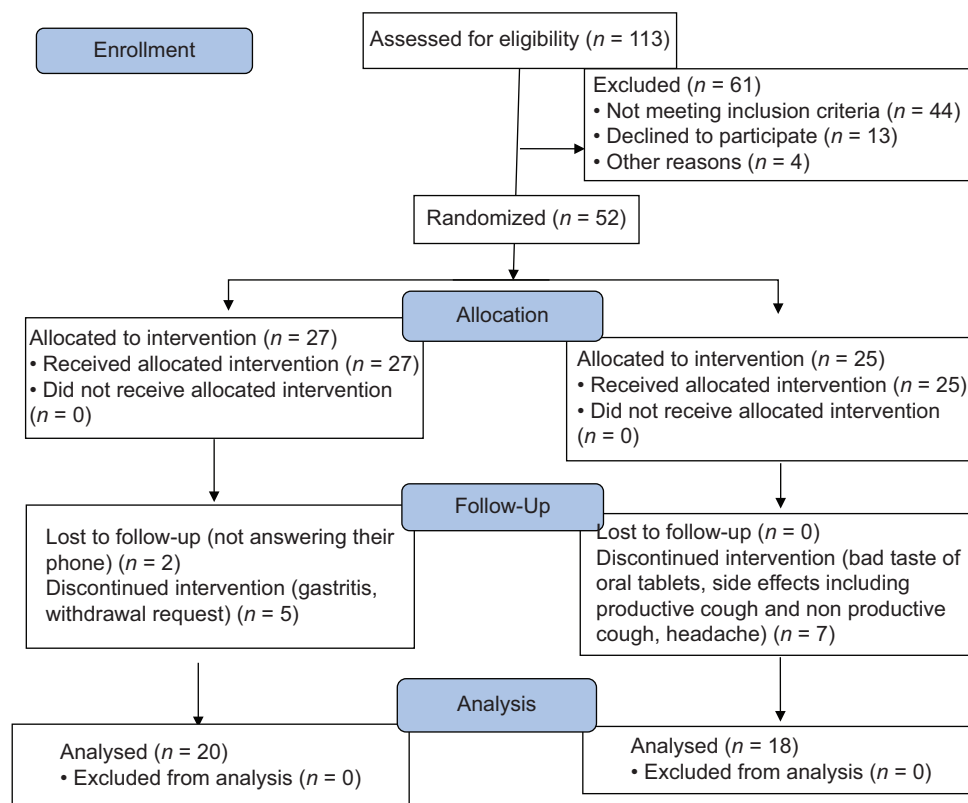 Enrollment
Assessed for eligibility (n = 113)
Excluded (n = 61)
• Not meeting inclusion criteria (n = 44)
• Declined to participate (n = 13)
• Other reasons (n = 4)
Randomized (n = 52)
Allocation
Allocated to intervention (n = 27)
• Received allocated intervention (n = 27)
• Did not receive allocated intervention
(n = 0)
Allocated to intervention (n = 25)
• Received allocated intervention (n = 25)
• Did not receive allocated intervention
(n = 0)
Follow-Up
Lost to follow-up (not answering their
phone) (n = 2)
Discontinued intervention (gastritis,
withdrawal request) (n = 5)
Lost to follow-up (n = 0)
Discontinued intervention (bad taste of
oral tablets, side effects including
productive cough and non productive
cough, headache) (n = 7)
Analysis
Analysed (n = 20)
• Excluded from analysis (n = 0)
Analysed (n = 18)
• Excluded from analysis (n = 0)